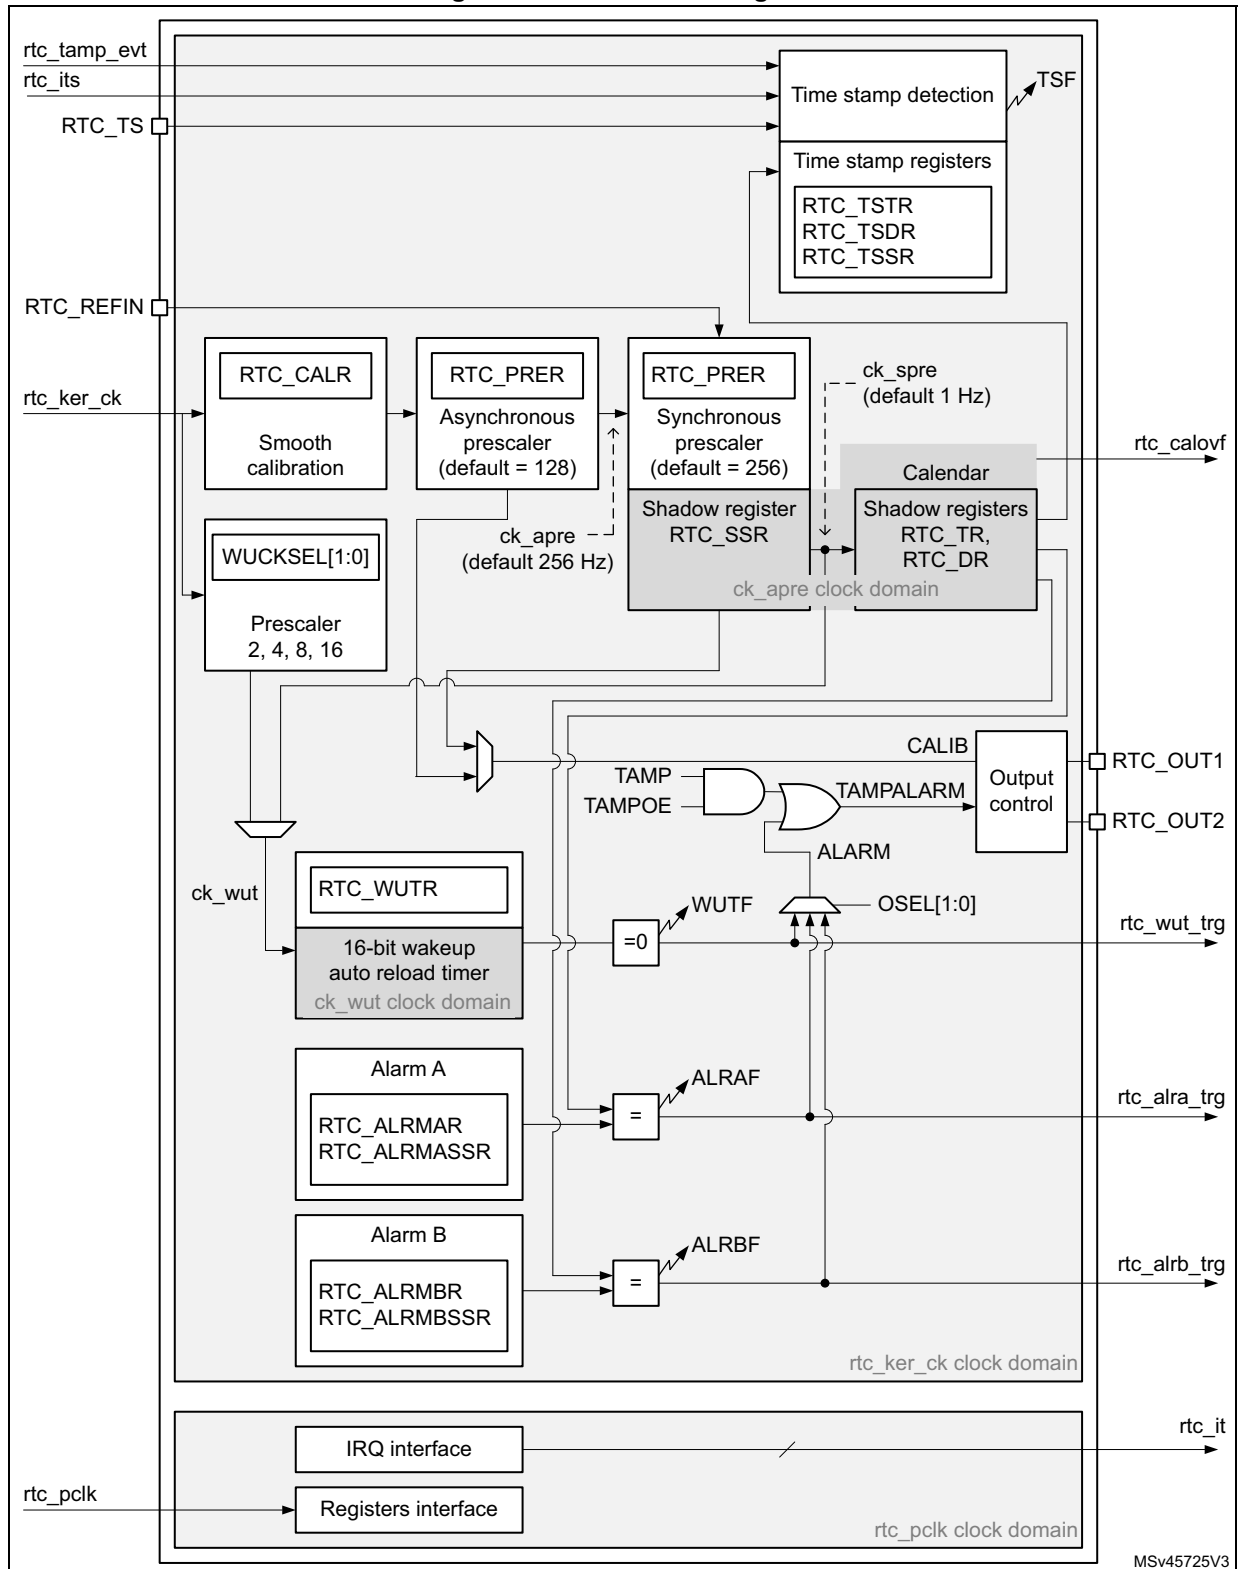 rtc_tamp_evt
rtc_its
RTC_TS
Time stamp detection
TSF
Time stamp registers
RTC_TSTR
RTC_TSDR
RTC_TSSR
RTC_REFIN
rtc_ker_ck
RTC_CALR
Smooth
calibration
RTC_PRER
Asynchronous
prescaler
(default = 128)
RTC_PRER
Synchronous
prescaler
(default = 256)
ck_spre
(default 1 Hz)
rtc_calovf
Calendar
ck_apre
(default 256 Hz)
Shadow register
RTC_SSR
Shadow registers
RTC_TR,
RTC_DR
ck_apre clock domain
WUCKSEL[1:0]
Prescaler
2, 4, 8, 16
CALIB
TAMP
TAMPOE
TAMPALARM
Output
control
RTC_OUT1
RTC_OUT2
ALARM
ck_wut
RTC_WUTR
16-bit wakeup
auto reload timer
ck_wut clock domain
=0
WUTF
OSEL[1:0]
rtc_wut_trg
Alarm A
RTC_ALRMAR
RTC_ALRMASSR
=
ALRAF
rtc_alra_trg
Alarm B
RTC_ALRMBR
RTC_ALRMBSSR
=
ALRBF
rtc_alrb_trg
rtc_ker_ck clock domain
IRQ interface
rtc_it
rtc_pclk
Registers interface
rtc_pclk clock domain
MSv45725V3